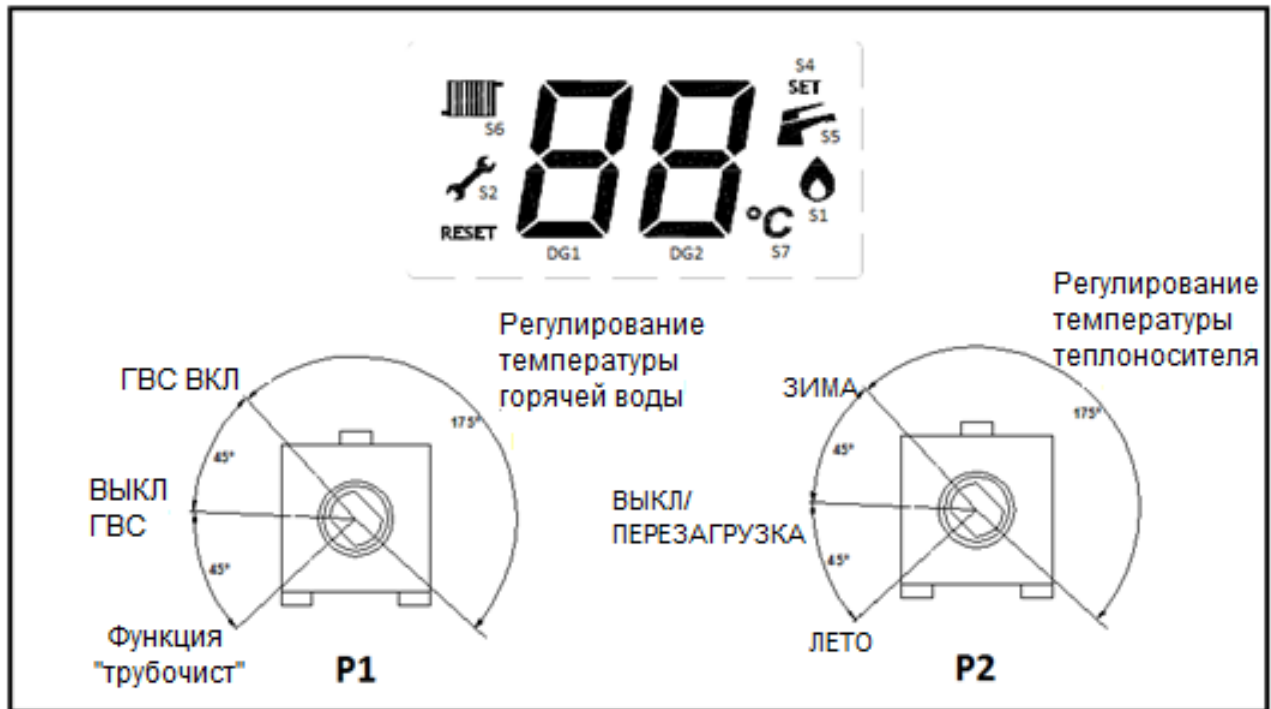 S4
SET
S6
S5
88
S2
S1
RESET
°C
DG1
DG2
S7
Регулирование
температуры
горячей воды
ГВС ВКЛ
175°
45°
ВЫКЛ
ГВС
45°
Функция
"трубочист"
P1
Регулирование
температуры
теплоносителя
ЗИМА
175°
45°
ВЫКЛ/
ПЕРЕЗАГРУЗКА
45°
ЛЕТО
P2